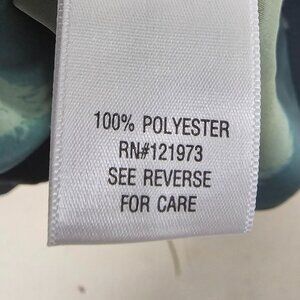 100% POLYESTER
RN#121973
SEE REVERSE
FOR CARE